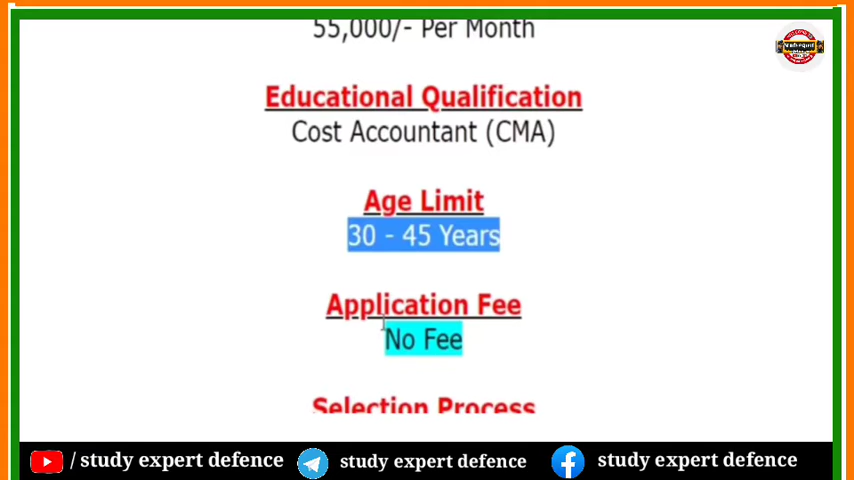 55,000/- Per Month
Educational Qualification
Cost Accountant (CMA)
Age Limit
30 - 45 Years
Application Fee
No Fee
Selection Process
/ study expert defence
study expert defence
study expert defence